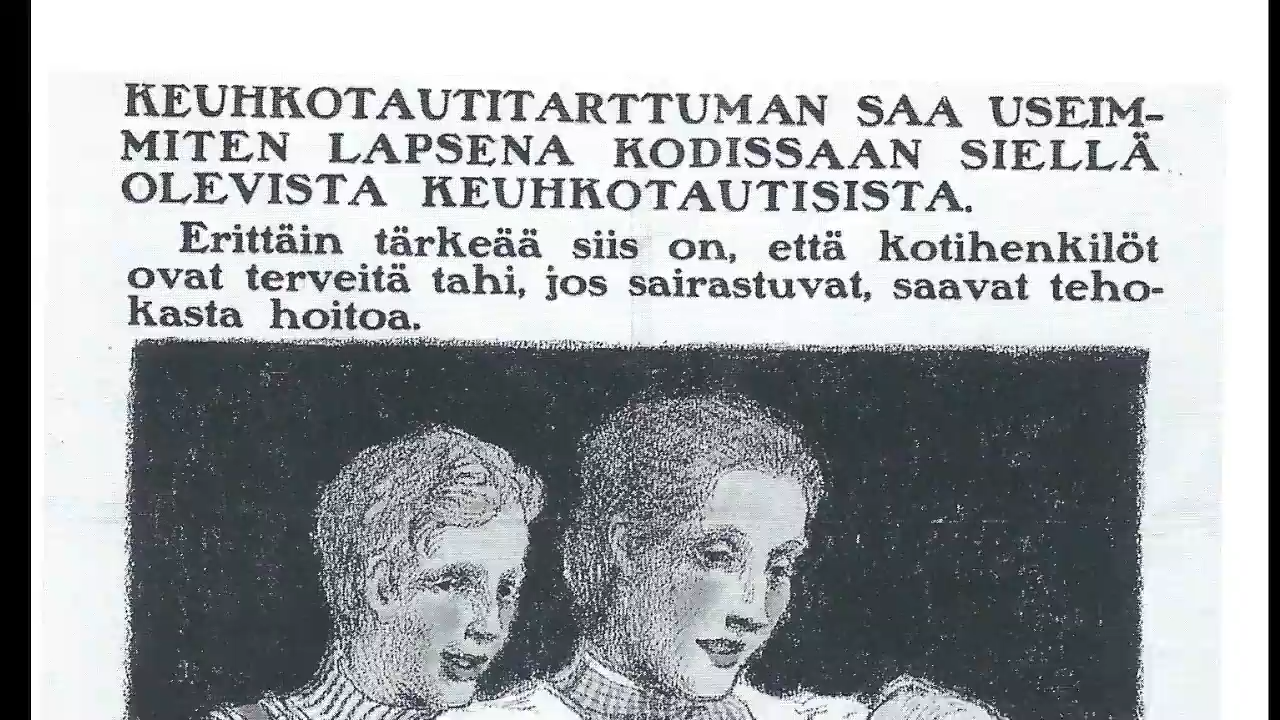 KEUHKOTAUTITARTTUMAN SAA USEIM-
MITEN LAPSENA KODISSAAN SIELLÄ
OLEVISTA KEUHKOTAUTISISTA.
Erittäin tärkeää siis on, että kotihenkilöt
ovat terveitä tahi, jos sairastuvat, saavat teho-
kasta hoitoa.